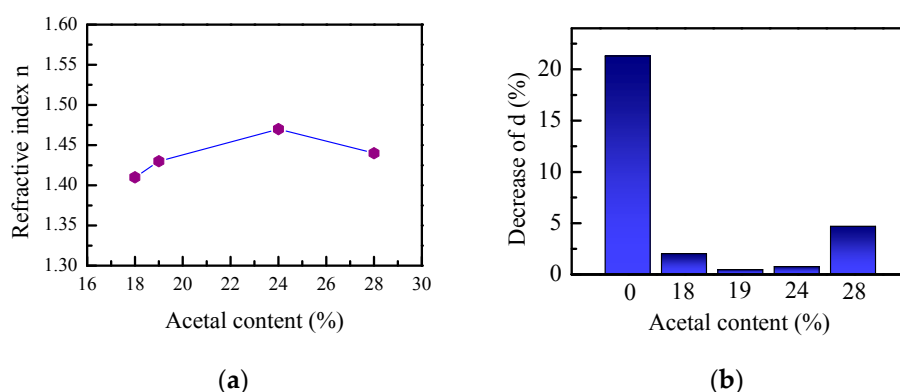 1.60
1.55
1.50
1.45
1.40
1.35
1.30
Refractive index n
16 18 20 22 24 26 28 30
Acetal content (%)
(a)
20
15
10
5
0
Decrease of d (%)
0 18 19 24 28
Acetal content (%)
(b)